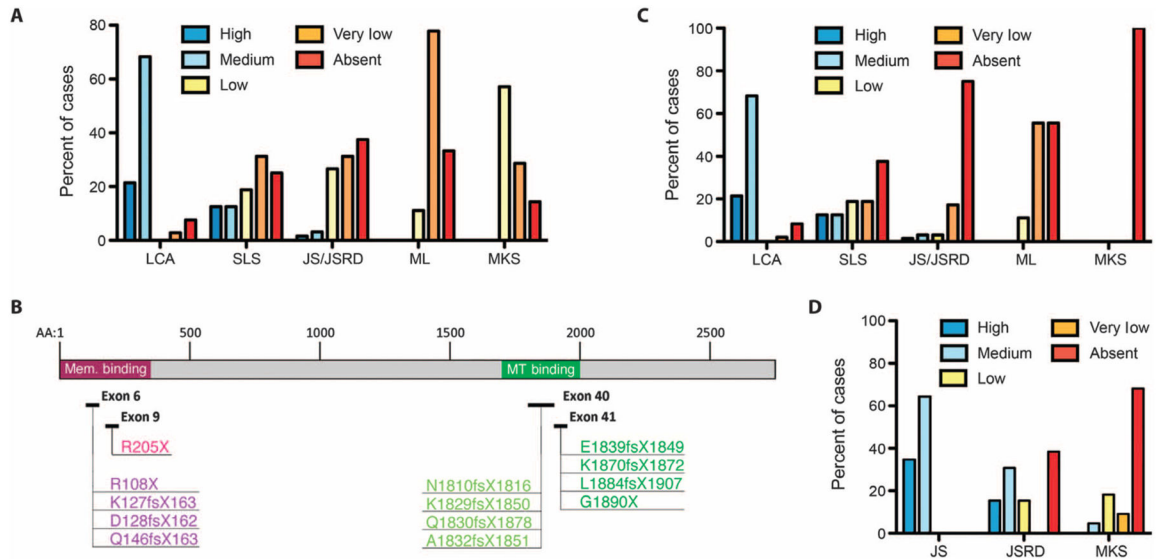 A
Percent of cases
80
60
40
20
0
High
Medium
Low
Very low
Absent
LCA
SLS
JS/JSRD
ML
MKS
C
Percent of cases
100
80
60
40
20
0
High
Medium
Low
Very low
Absent
LCA
SLS
JS/JSRD
ML
MKS
B
AA:1
500
1000
1500
2000
2500
Mem. binding
MT binding
Exon 6
Exon 9
R205X
R108X
K127fsX163
D128fsX162
Q146fsX163
Exon 40
Exon 41
E1839fsX1849
K1870fsX1872
L1884fsX1907
G1890X
N1810fsX1816
K1829fsX1850
Q1830fsX1878
A1832fsX1851
D
Percent of cases
100
80
60
40
20
0
High
Medium
Low
Very low
Absent
JS
JSRD
MKS